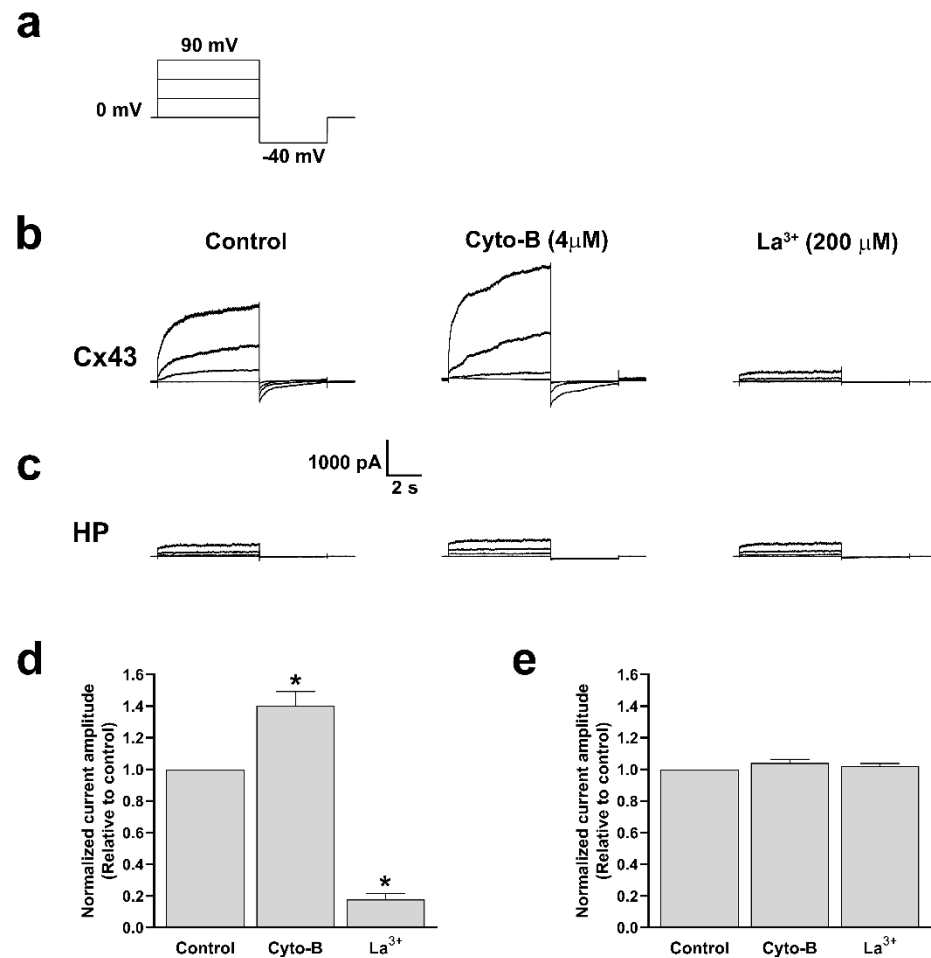 a
90 mV
0 mV
-40 mV
b
Control
Cyto-B (4μM)
La³⁺ (200 μM)
Cx43
c
1000 pA
2 s
HP
d
Normalized current amplitude
(Relative to control)
1.6
1.4
1.2
1.0
0.8
0.6
0.4
0.2
0.0
*
*
Control
Cyto-B
La³⁺
e
Normalized current amplitude
(Relative to control)
1.6
1.4
1.2
1.0
0.8
0.6
0.4
0.2
0.0
Control
Cyto-B
La³⁺